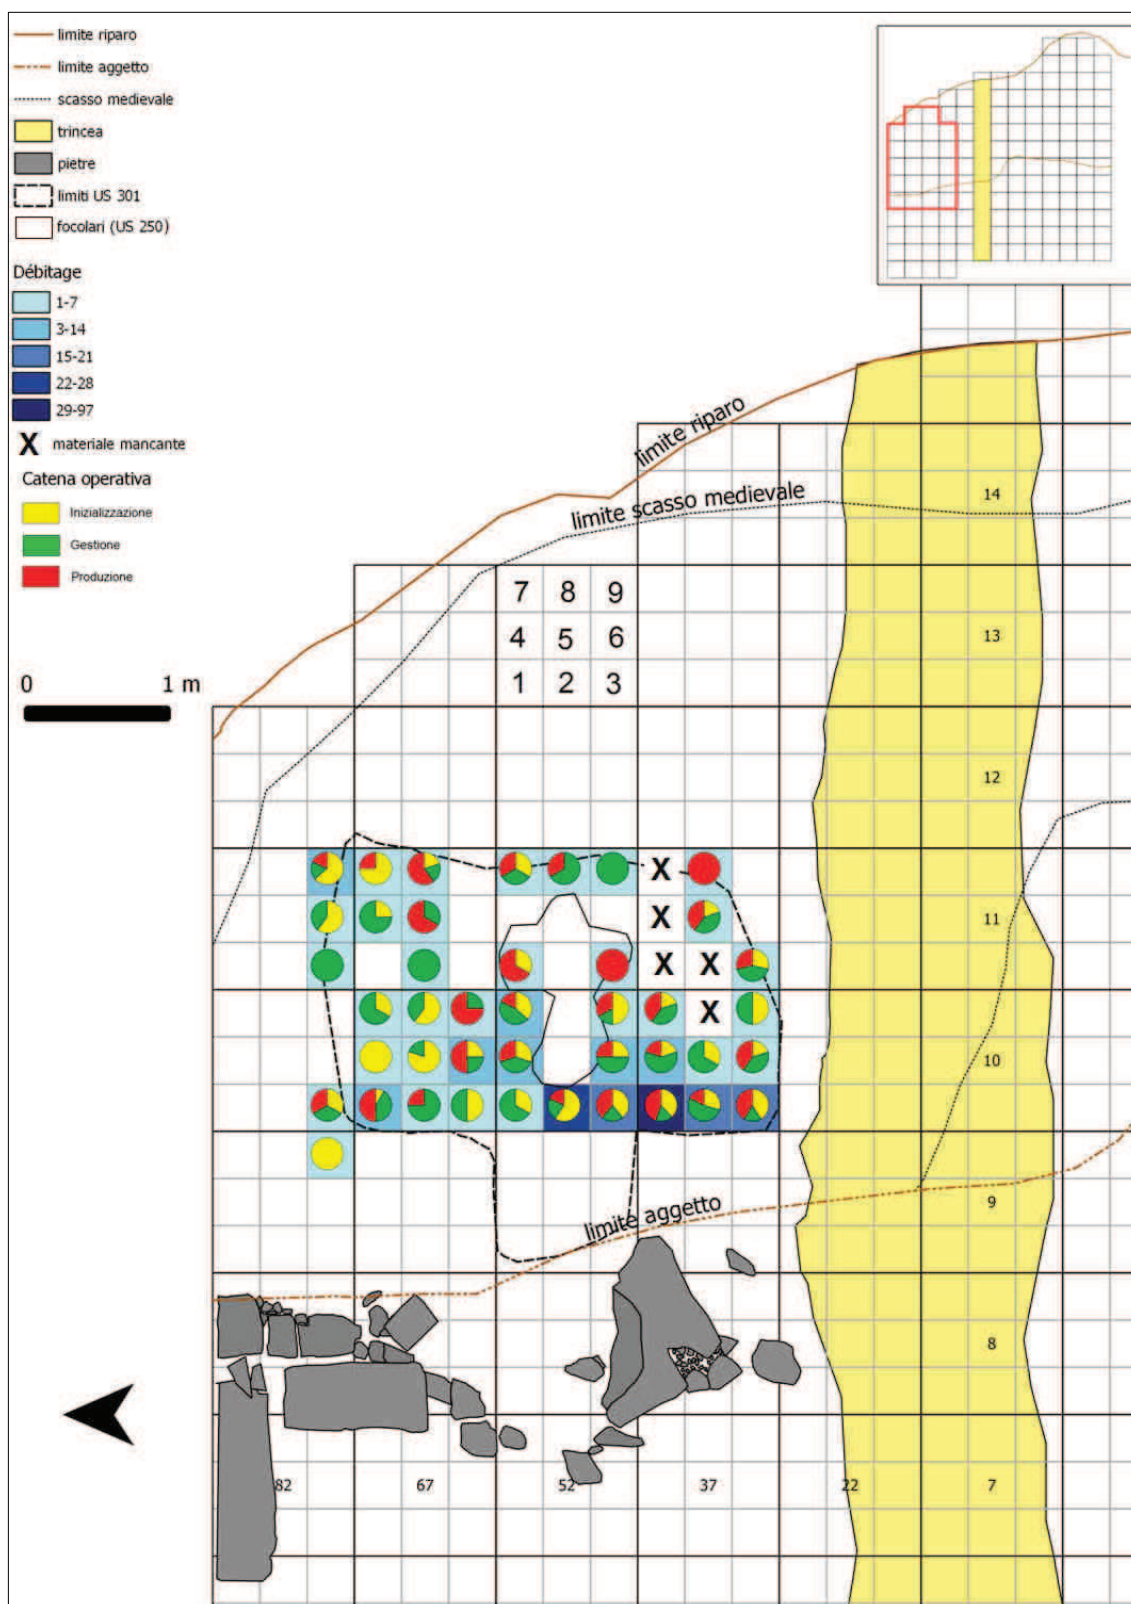 limite riparo
limite aggetto
scasso medievale
trincea
pietre
limiti US 301
focolari (US 250)
Débitage
1-7
3-14
15-21
22-28
29-97
X materiale mancante
Catena operativa
Inizializzazione
Gestione
Produzione
0 1 m
limite riparo
limite scasso medievale
14
7 8 9
4 5 6
1 2 3
13
12
X
X
11
X X
X
10
9
limite aggetto
8
82 67 52 37 22 7